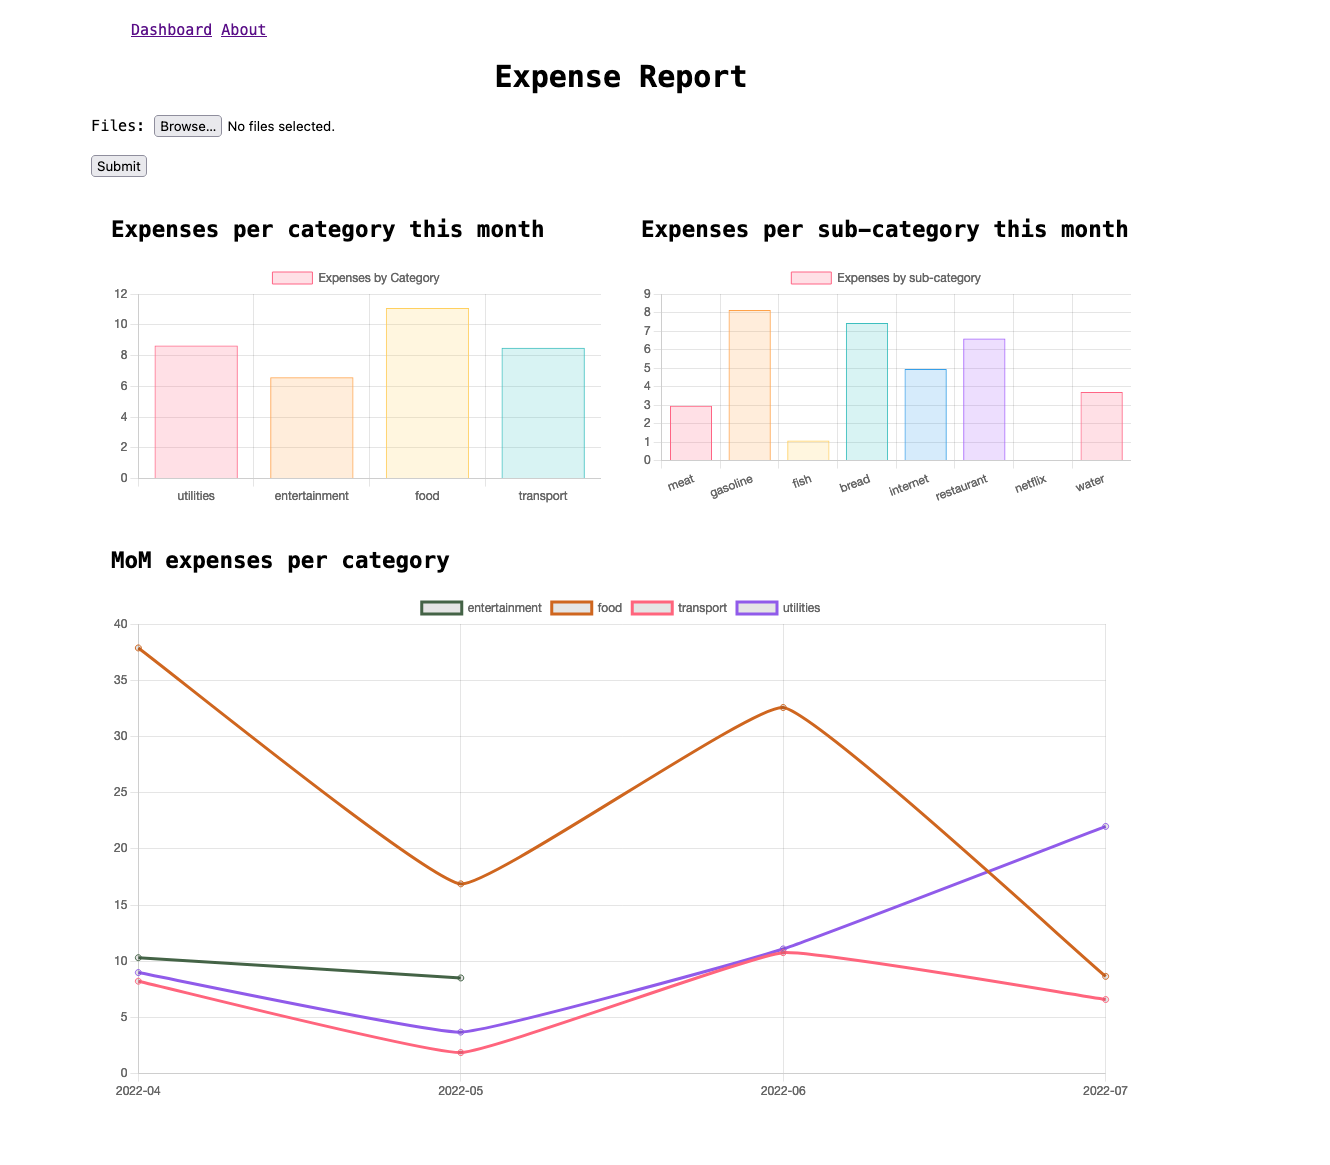 Dashboard About
Expense Report
Files: Browse... No files selected.
Submit
Expenses per category this month
Expenses by Category
12
10
8
6
4
2
0
utilities entertainment food transport
Expenses per sub-category this month
Expenses by sub-category
9
8
7
6
5
4
3
2
1
0
meat gasoline fish bread internet restaurant netflix water
MoM expenses per category
entertainment food transport utilities
40
35
30
25
20
15
10
5
0
2022-04 2022-05 2022-06 2022-07